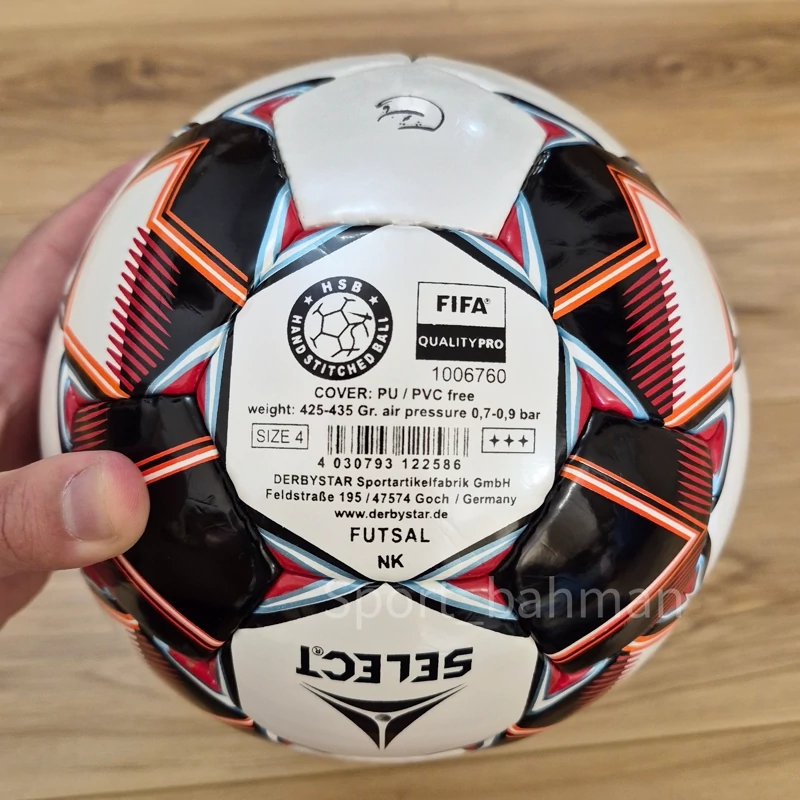 HSB
HAND STITCHED BALL
FIFA®
QUALITY PRO
1006760
COVER: PU / PVC free
weight: 425-435 Gr. air pressure 0,7-0,9 bar
SIZE 4
4 030793 122586
DERBYSTAR Sportartikelfabrik GmbH
Feldstraße 195 / 47574 Goch / Germany
www.derbystar.de
FUTSAL
NK
Sport_bahman
SELECT®